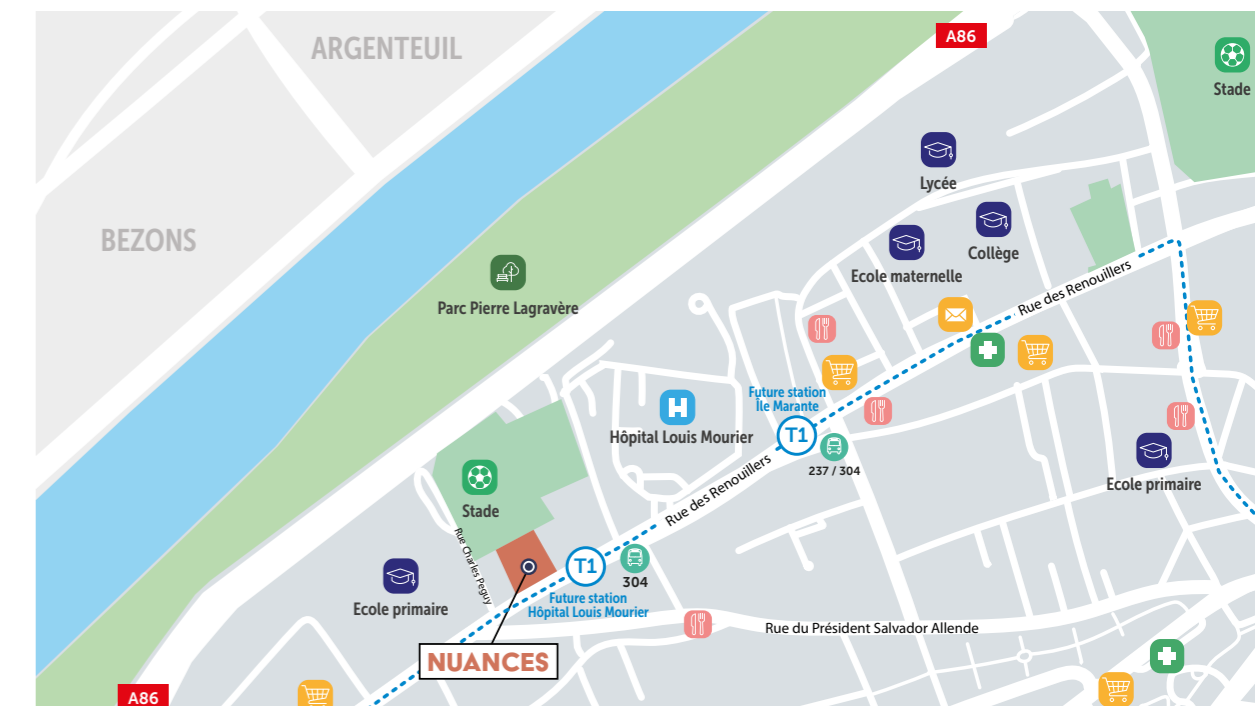 ARGENTEUIL
A86
Stade
Lycée
BEZONS
Collège
Ecole maternelle
Rue des Renouillers
Parc Pierre Lagravère
Future station
Île Marante
H
Hôpital Louis Mourier
T1
237 / 304
Ecole primaire
Rue des Renouillers
Stade
Rue Charles Peguy
T1
304
Ecole primaire
Future station
Hôpital Louis Mourier
Rue du Président Salvador Allende
NUANCES
A86